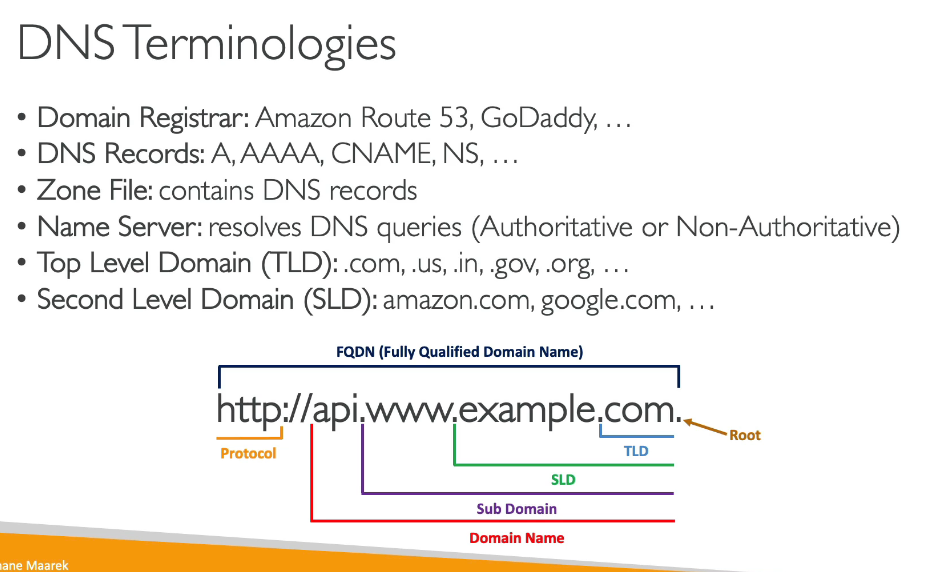 DNS Terminologies
• Domain Registrar: Amazon Route 53, GoDaddy, …
• DNS Records: A, AAAA, CNAME, NS, …
• Zone File: contains DNS records
• Name Server: resolves DNS queries (Authoritative or Non-Authoritative)
• Top Level Domain (TLD): .com, .us, .in, .gov, .org, …
• Second Level Domain (SLD): amazon.com, google.com, …
FQDN (Fully Qualified Domain Name)
http://api.www.example.com.
Root
Protocol
TLD
SLD
Sub Domain
Domain Name
Maarek